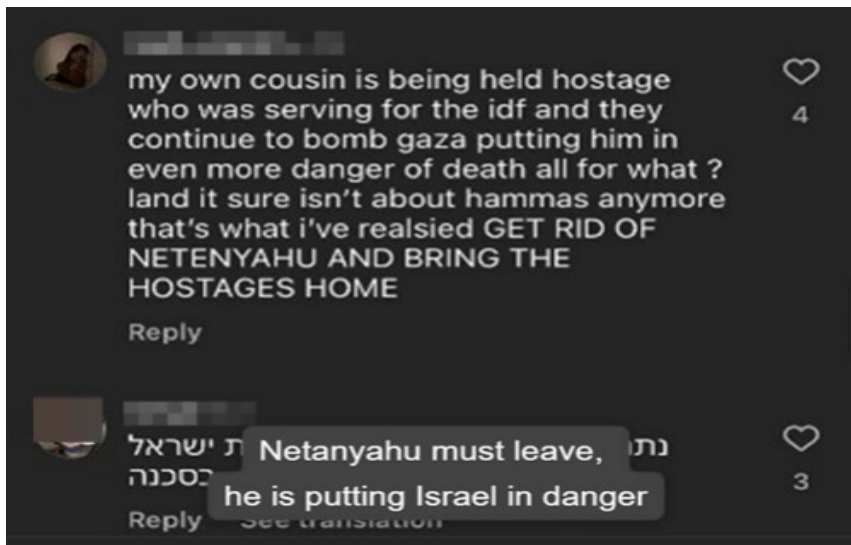 my own cousin is being held hostage
who was serving for the idf and they
continue to bomb gaza putting him in
even more danger of death all for what ?
land it sure isn't about hammas anymore
that's what i've realsied GET RID OF
NETENYAHU AND BRING THE
HOSTAGES HOME
4
Reply
ת ישראל
Netanyahu must leave,
he is putting Israel in danger
3
Reply See translation